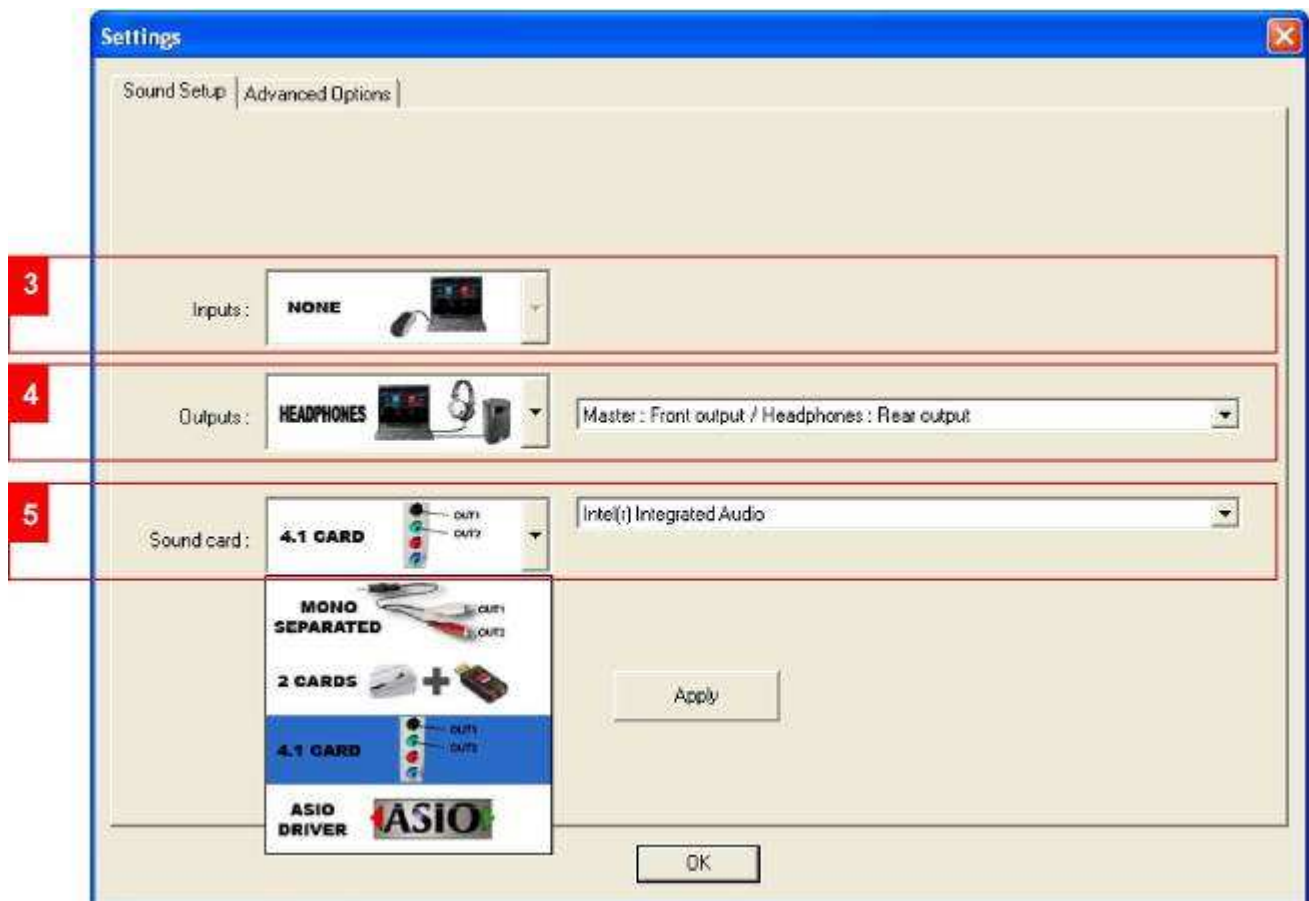 Settings
Sound Setup
Advanced Options
3
Inputs :
NONE
4
Outputs :
HEADPHONES
Master : Front output / Headphones : Rear output
5
Sound card :
4.1 CARD
OUT1
OUT2
Intel(r) Integrated Audio
MONO
SEPARATED
OUT1
OUT2
2 CARDS
Apply
4.1 CARD
OUT1
OUT2
ASIO
DRIVER
ASIO
OK